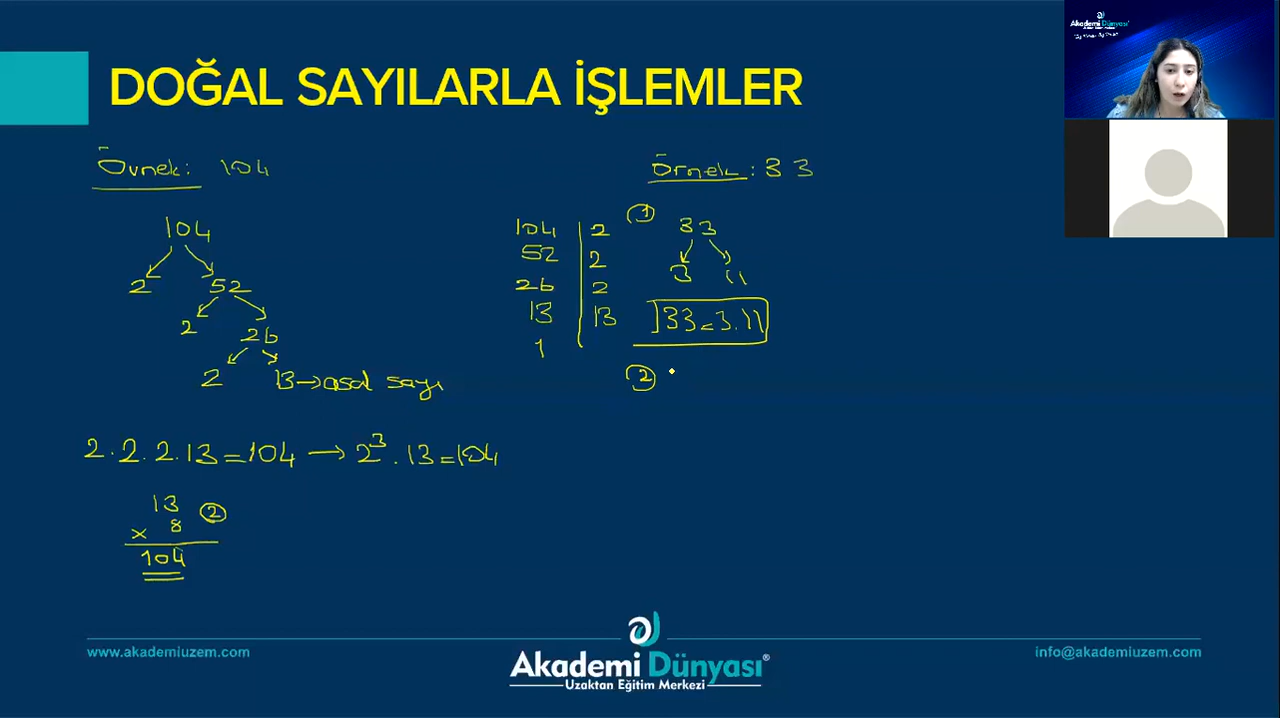 Akademi Dünyası
DOĞAL SAYILARLA İŞLEMLER
Örnek: 104
104
2 52
2 26
2 13→asal sayı
2.2.2.13=104→2³.13=104
13
x 8 2
104
104 | 2
52 | 2
26 | 2
13 | 13
1
Örnek: 33
1 33
3 11
33=3.11
2
www.akademiuzem.com
Akademi Dünyası®
Uzaktan Eğitim Merkezi
info@akademiuzem.com